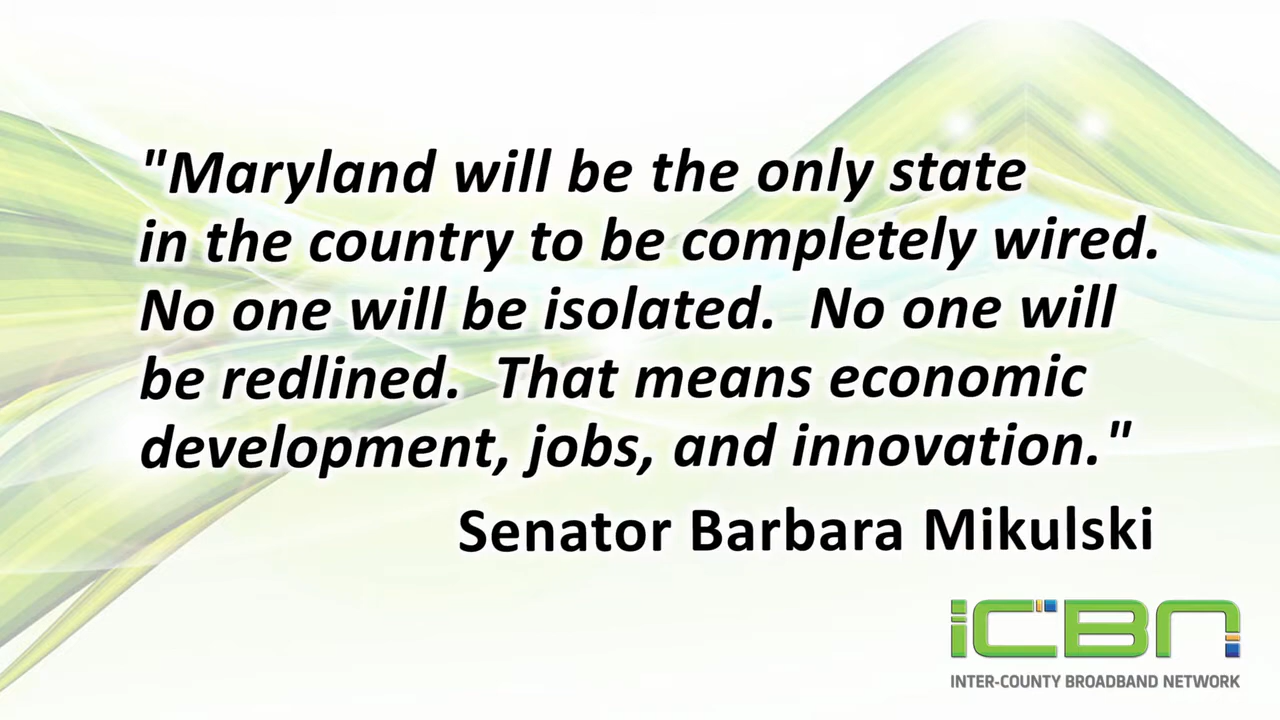 "Maryland will be the only state
in the country to be completely wired.
No one will be isolated.  No one will
be redlined.  That means economic
development, jobs, and innovation."
Senator Barbara Mikulski
iCBN
INTER-COUNTY BROADBAND NETWORK